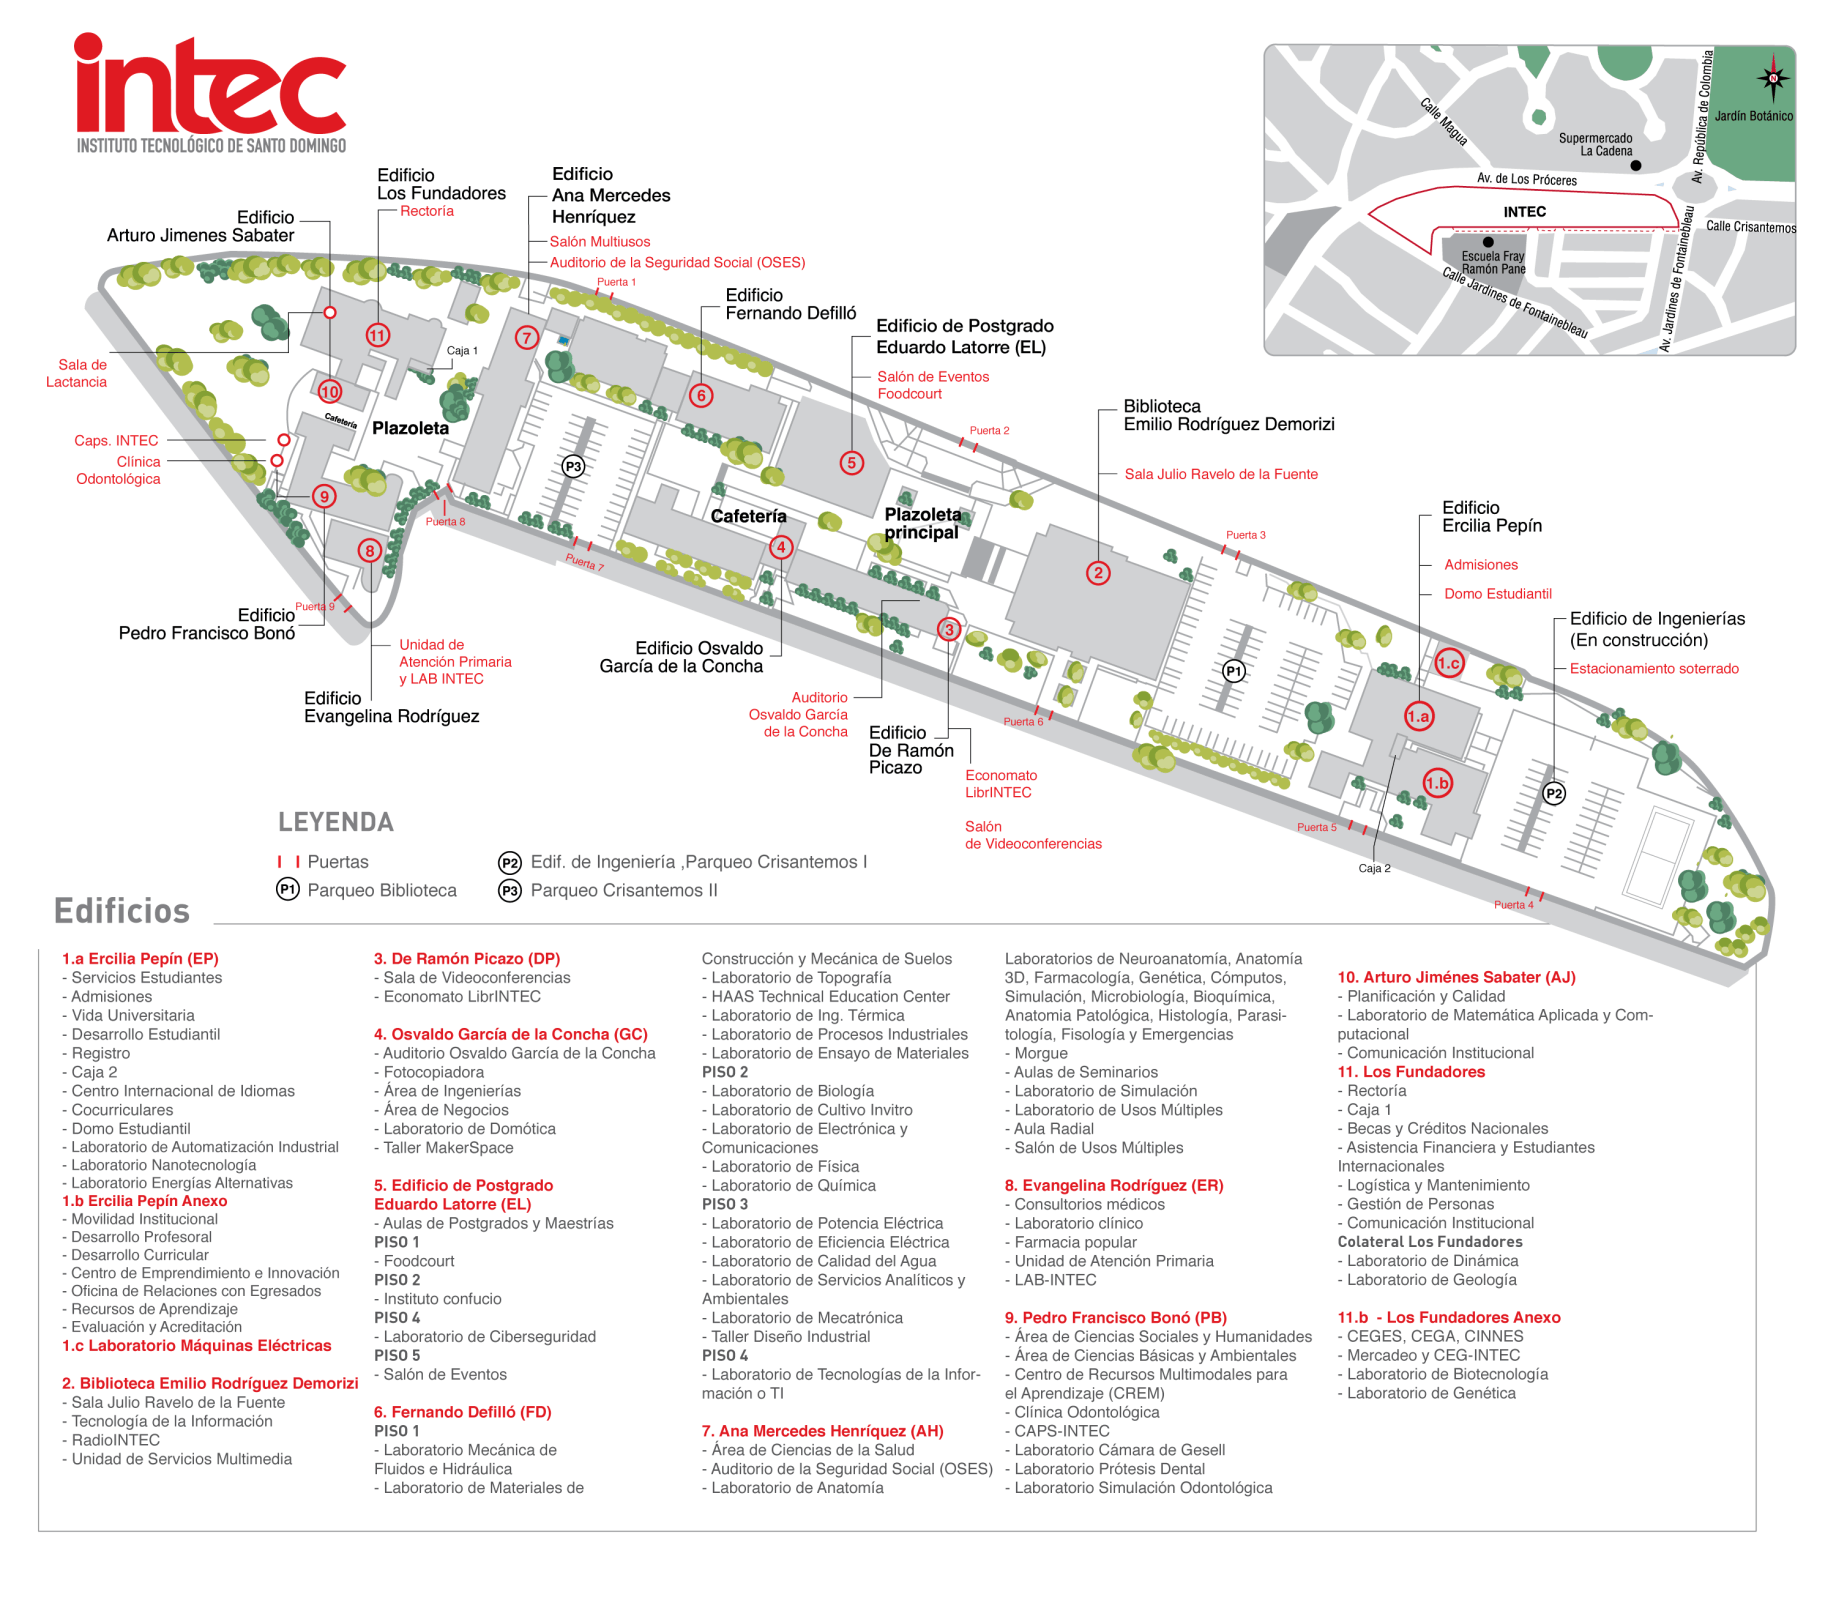 intec
INSTITUTO TECNOLÓGICO DE SANTO DOMINGO
Edificio
Arturo Jimenes Sabater
Edificio
Los Fundadores
Rectoría
Edificio
Ana Mercedes
Henríquez
Salón Multiusos
Auditorio de la Seguridad Social (OSES)
Puerta 1
Edificio
Fernando Defilló
Edificio de Postgrado
Eduardo Latorre (EL)
Salón de Eventos
Foodcourt
Puerta 2
Biblioteca
Emilio Rodríguez Demorizi
Sala Julio Ravelo de la Fuente
Puerta 3
Edificio
Ercilia Pepín
Admisiones
Domo Estudiantil
Edificio de Ingenierías
(En construcción)
Estacionamiento soterrado
Calle Magua
Supermercado
La Cadena
Av. República de Colombia
N
Jardín Botánico
Av. de Los Próceres
INTEC
Calle Crisantemos
Escuela Fray
Ramón Pane
Calle Jardines de Fontainebleau
Av. Jardines de Fontainebleau
Sala de
Lactancia
Caps. INTEC
Clínica
Odontológica
11
10
Caja 1
Cafetería
Plazoleta
9
8
7
6
5
P3
Puerta 8
Puerta 7
Puerta 9
Cafetería
4
Plazoleta
principal
3
2
P1
1.c
1.a
1.b
P2
Edificio
Pedro Francisco Bonó
Unidad de
Atención Primaria
y LAB INTEC
Edificio
Evangelina Rodríguez
Edificio Osvaldo
García de la Concha
Auditorio
Osvaldo García
de la Concha
Edificio
De Ramón
Picazo
Economato
LibrINTEC
Salón
de Videoconferencias
Puerta 6
Puerta 5
Caja 2
Puerta 4
LEYENDA
Puertas
P1 Parqueo Biblioteca
P2 Edif. de Ingeniería ,Parqueo Crisantemos I
P3 Parqueo Crisantemos II
Edificios
1.a Ercilia Pepín (EP)
- Servicios Estudiantes
- Admisiones
- Vida Universitaria
- Desarrollo Estudiantil
- Registro
- Caja 2
- Centro Internacional de Idiomas
- Cocurriculares
- Domo Estudiantil
- Laboratorio de Automatización Industrial
- Laboratorio Nanotecnología
- Laboratorio Energías Alternativas
1.b Ercilia Pepín Anexo
- Movilidad Institucional
- Desarrollo Profesoral
- Desarrollo Curricular
- Centro de Emprendimiento e Innovación
- Oficina de Relaciones con Egresados
- Recursos de Aprendizaje
- Evaluación y Acreditación
1.c Laboratorio Máquinas Eléctricas
2. Biblioteca Emilio Rodríguez Demorizi
- Sala Julio Ravelo de la Fuente
- Tecnología de la Información
- RadioINTEC
- Unidad de Servicios Multimedia
3. De Ramón Picazo (DP)
- Sala de Videoconferencias
- Economato LibrINTEC
4. Osvaldo García de la Concha (GC)
- Auditorio Osvaldo García de la Concha
- Fotocopiadora
- Área de Ingenierías
- Área de Negocios
- Laboratorio de Domótica
- Taller MakerSpace
5. Edificio de Postgrado
Eduardo Latorre (EL)
- Aulas de Postgrados y Maestrías
PISO 1
- Foodcourt
PISO 2
- Instituto confucio
PISO 4
- Laboratorio de Ciberseguridad
PISO 5
- Salón de Eventos
6. Fernando Defilló (FD)
PISO 1
- Laboratorio Mecánica de
Fluidos e Hidráulica
- Laboratorio de Materiales de
Construcción y Mecánica de Suelos
- Laboratorio de Topografía
- HAAS Technical Education Center
- Laboratorio de Ing. Térmica
- Laboratorio de Procesos Industriales
- Laboratorio de Ensayo de Materiales
PISO 2
- Laboratorio de Biología
- Laboratorio de Cultivo Invitro
- Laboratorio de Electrónica y
Comunicaciones
- Laboratorio de Física
- Laboratorio de Química
PISO 3
- Laboratorio de Potencia Eléctrica
- Laboratorio de Eficiencia Eléctrica
- Laboratorio de Calidad del Agua
- Laboratorio de Servicios Analíticos y
Ambientales
- Laboratorio de Mecatrónica
- Taller Diseño Industrial
PISO 4
- Laboratorio de Tecnologías de la Infor-
mación o TI
7. Ana Mercedes Henríquez (AH)
- Área de Ciencias de la Salud
- Auditorio de la Seguridad Social (OSES)
- Laboratorio de Anatomía
Laboratorios de Neuroanatomía, Anatomía
3D, Farmacología, Genética, Cómputos,
Simulación, Microbiología, Bioquímica,
Anatomia Patológica, Histología, Parasi-
tología, Fisología y Emergencias
- Morgue
- Aulas de Seminarios
- Laboratorio de Simulación
- Laboratorio de Usos Múltiples
- Aula Radial
- Salón de Usos Múltiples
8. Evangelina Rodríguez (ER)
- Consultorios médicos
- Laboratorio clínico
- Farmacia popular
- Unidad de Atención Primaria
- LAB-INTEC
9. Pedro Francisco Bonó (PB)
- Área de Ciencias Sociales y Humanidades
- Área de Ciencias Básicas y Ambientales
- Centro de Recursos Multimodales para
el Aprendizaje (CREM)
- Clínica Odontológica
- CAPS-INTEC
- Laboratorio Cámara de Gesell
- Laboratorio Prótesis Dental
- Laboratorio Simulación Odontológica
10. Arturo Jiménes Sabater (AJ)
- Planificación y Calidad
- Laboratorio de Matemática Aplicada y Com-
putacional
- Comunicación Institucional
11. Los Fundadores
- Rectoría
- Caja 1
- Becas y Créditos Nacionales
- Asistencia Financiera y Estudiantes
Internacionales
- Logística y Mantenimiento
- Gestión de Personas
- Comunicación Institucional
Colateral Los Fundadores
- Laboratorio de Dinámica
- Laboratorio de Geología
11.b - Los Fundadores Anexo
- CEGES, CEGA, CINNES
- Mercadeo y CEG-INTEC
- Laboratorio de Biotecnología
- Laboratorio de Genética